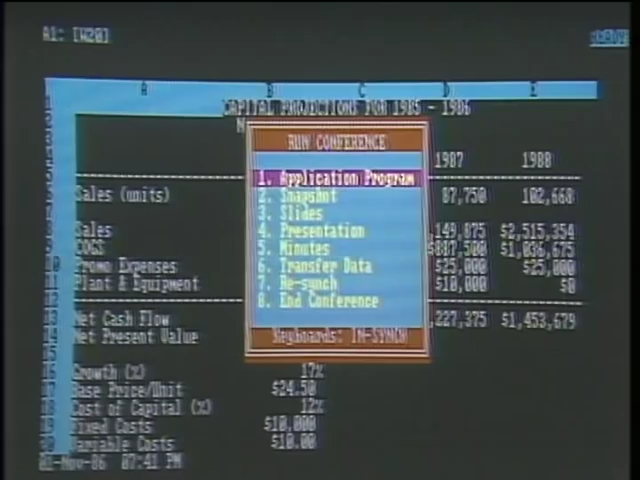 A1: [W20]
READY
A B C D E
CAPITAL PROJECTIONS FOR 1985 - 1986
RUN CONFERENCE
1987 1988
1. Application Program
2. Snapshot
3. Slides
4. Presentation
5. Minutes
6. Transfer Data
7. Re-synch
8. End Conference
Keyboards: IN-SYNCH
Sales (units) 87,750 102,668
Sales 149,875 $2,515,354
COGS $887,500 $1,036,675
Promo Expenses $25,000 $25,000
Plant & Equipment $10,000 $0
Net Cash Flow ,227,375 $1,453,679
Net Present Value
Growth (%) 17%
Base Price/Unit $24.50
Cost of Capital (%) 12%
Fixed Costs $10,000
Variable Costs $10.00
02-Nov-86 07:41 PM